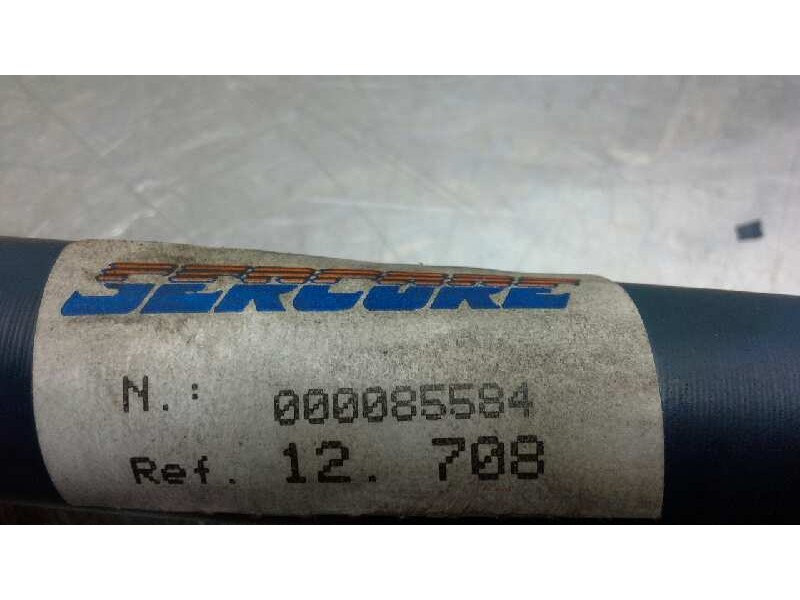 SERCORE
N.: 000085584
Ref. 12. 708